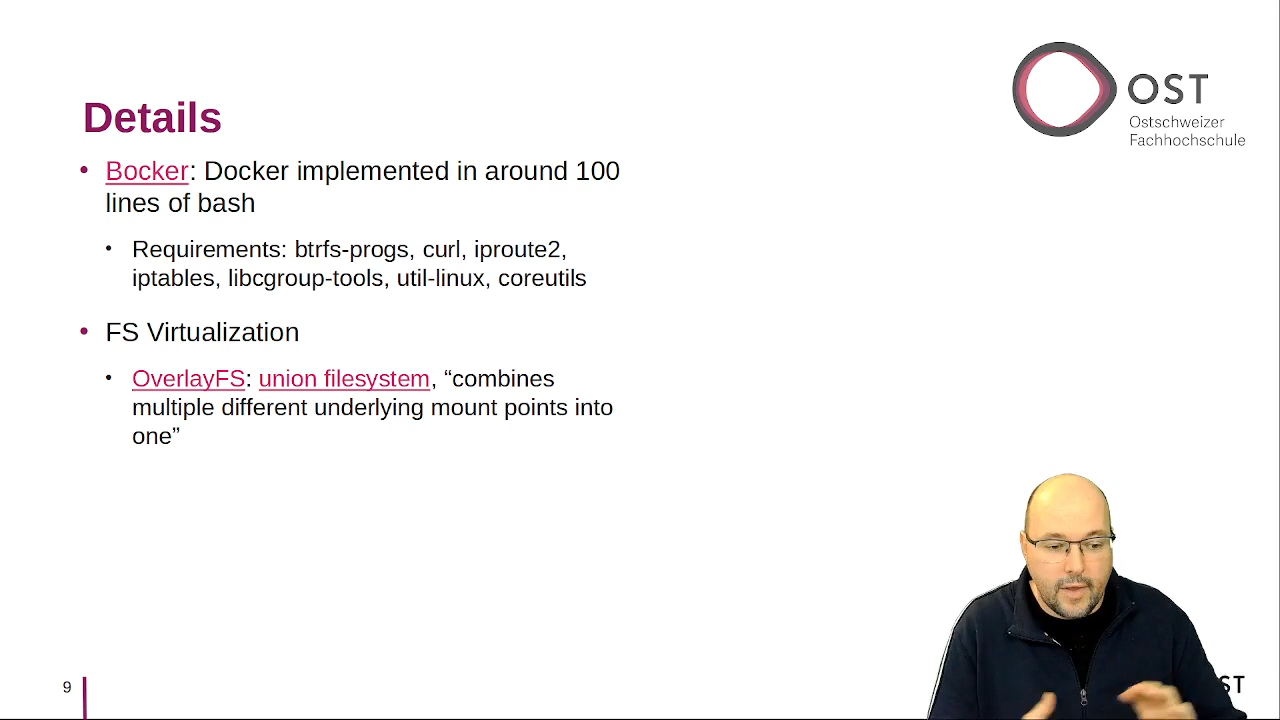 OST
Ostschweizer
Fachhochschule
Details
• Bocker: Docker implemented in around 100
lines of bash
• Requirements: btrfs-progs, curl, iproute2,
iptables, libcgroup-tools, util-linux, coreutils
• FS Virtualization
• OverlayFS: union filesystem, “combines
multiple different underlying mount points into
one”
9
ST